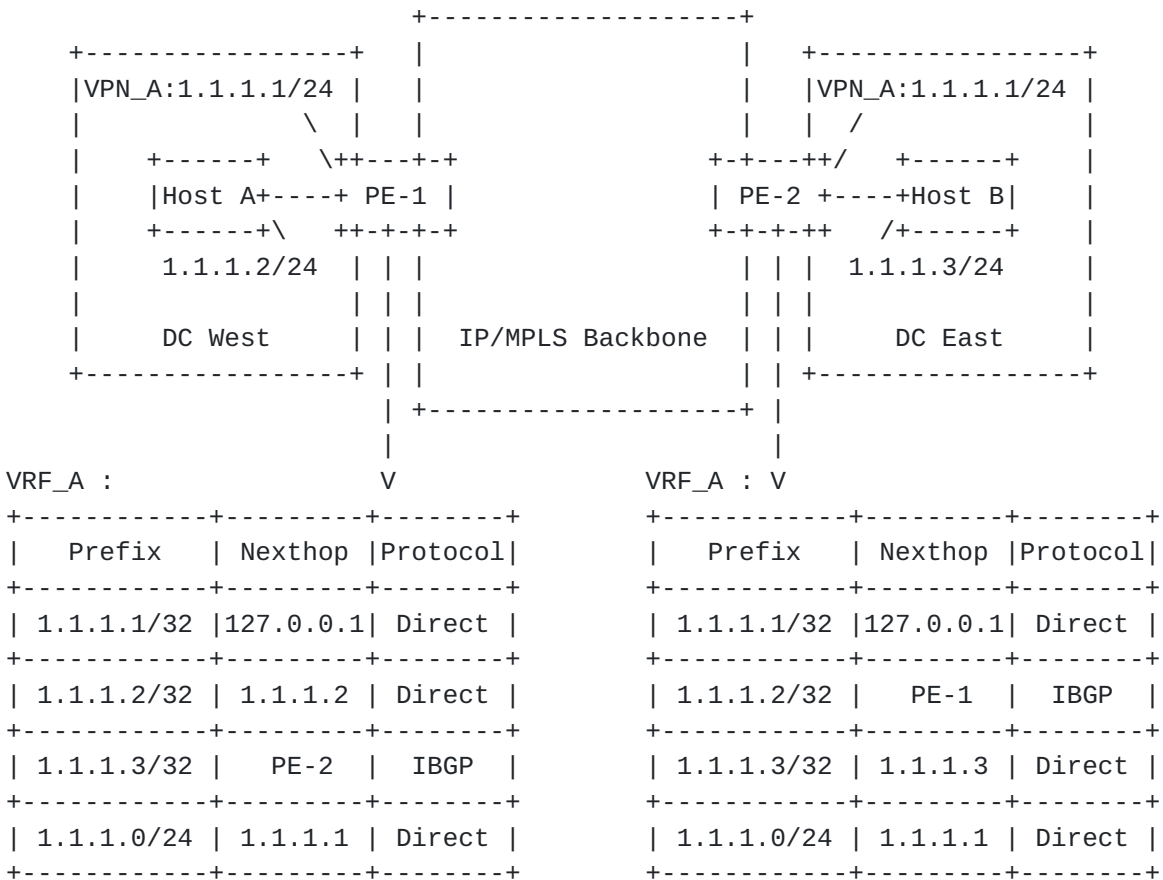 VPN_A:1.1.1.1/24 VPN_A:1.1.1.1/24
Host A PE-1 PE-2 Host B
1.1.1.2/24 1.1.1.3/24
DC West IP/MPLS Backbone DC East
VRF_A : V VRF_A : V
Prefix Nexthop Protocol Prefix Nexthop Protocol
1.1.1.1/32 127.0.0.1 Direct 1.1.1.1/32 127.0.0.1 Direct
1.1.1.2/32 1.1.1.2 Direct 1.1.1.2/32 PE-1 IBGP
1.1.1.3/32 PE-2 IBGP 1.1.1.3/32 1.1.1.3 Direct
1.1.1.0/24 1.1.1.1 Direct 1.1.1.0/24 1.1.1.1 Direct